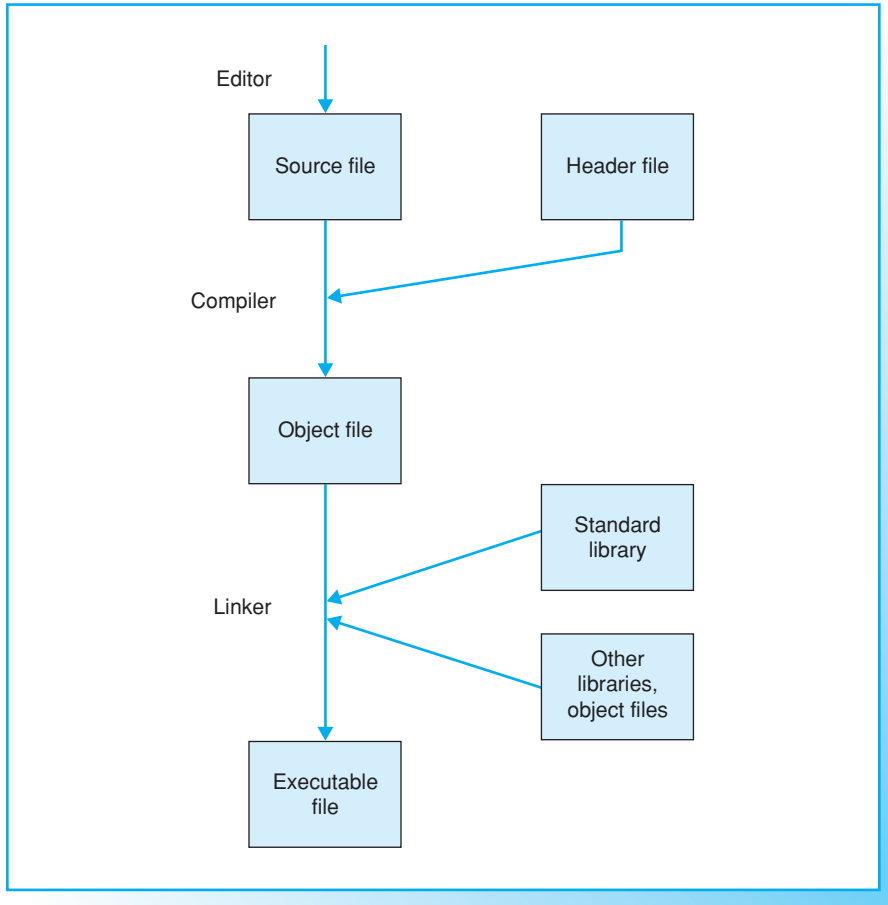 Editor
Source file
Header file
Compiler
Object file
Standard
library
Linker
Other
libraries,
object files
Executable
file